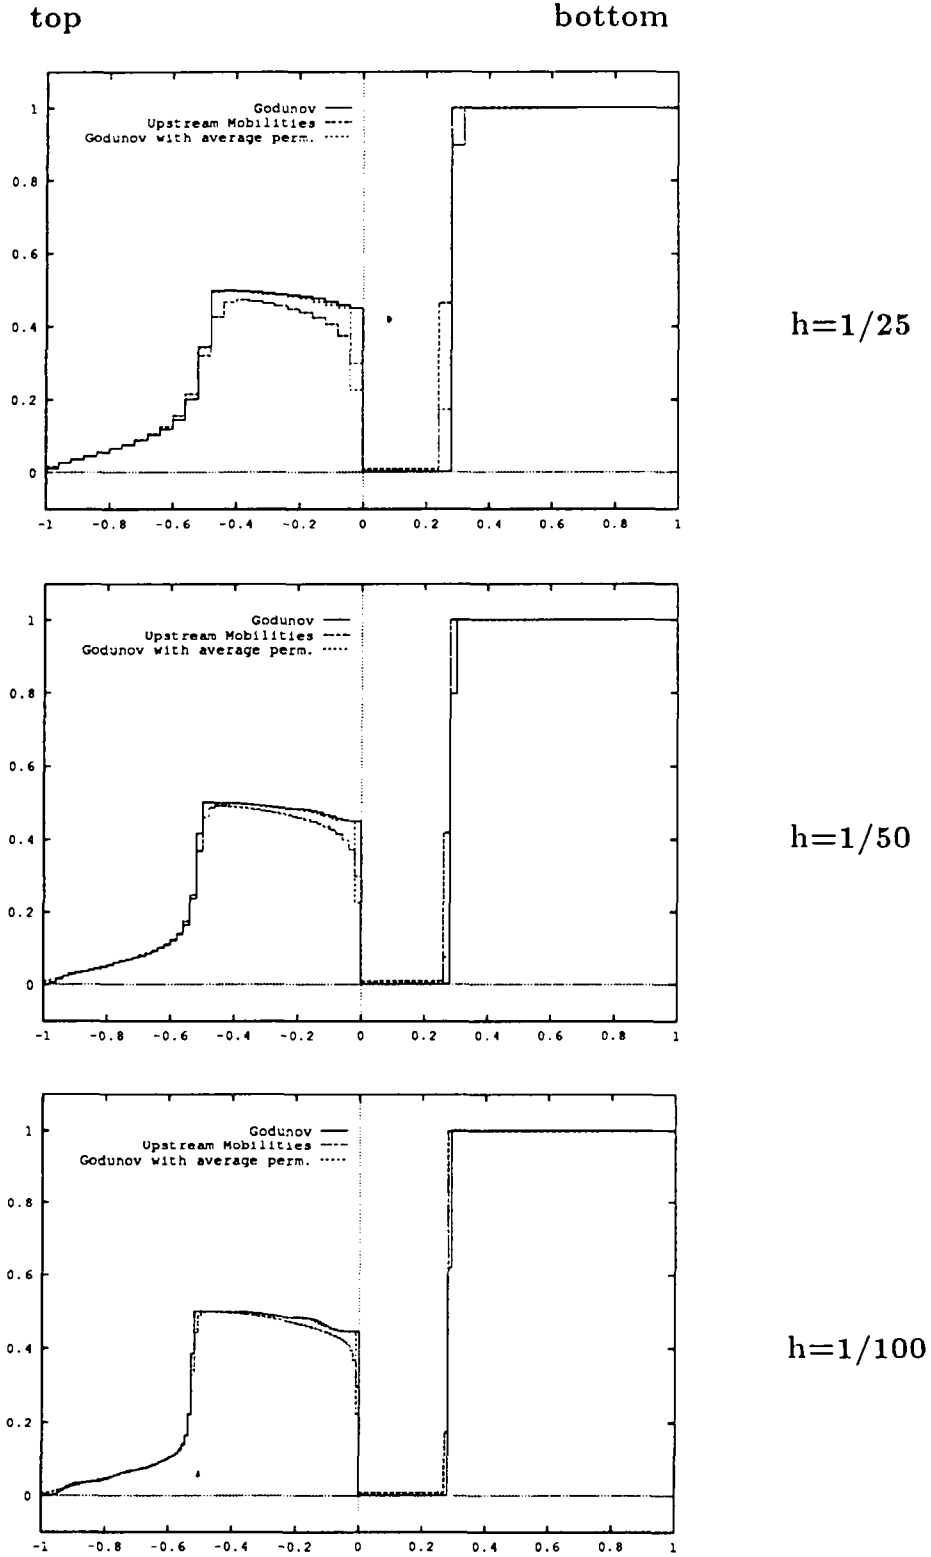 top bottom
Godunov
Upstream Mobilities
Godunov with average perm.
1
0.8
0.6
0.4
0.2
0
-1 -0.8 -0.6 -0.4 -0.2 0 0.2 0.4 0.6 0.8 1
h=1/25
Godunov
Upstream Mobilities
Godunov with average perm.
1
0.8
0.6
0.4
0.2
0
-1 -0.8 -0.6 -0.4 -0.2 0 0.2 0.4 0.6 0.8 1
h=1/50
Godunov
Upstream Mobilities
Godunov with average perm.
1
0.8
0.6
0.4
0.2
0
-1 -0.8 -0.6 -0.4 -0.2 0 0.2 0.4 0.6 0.8 1
h=1/100